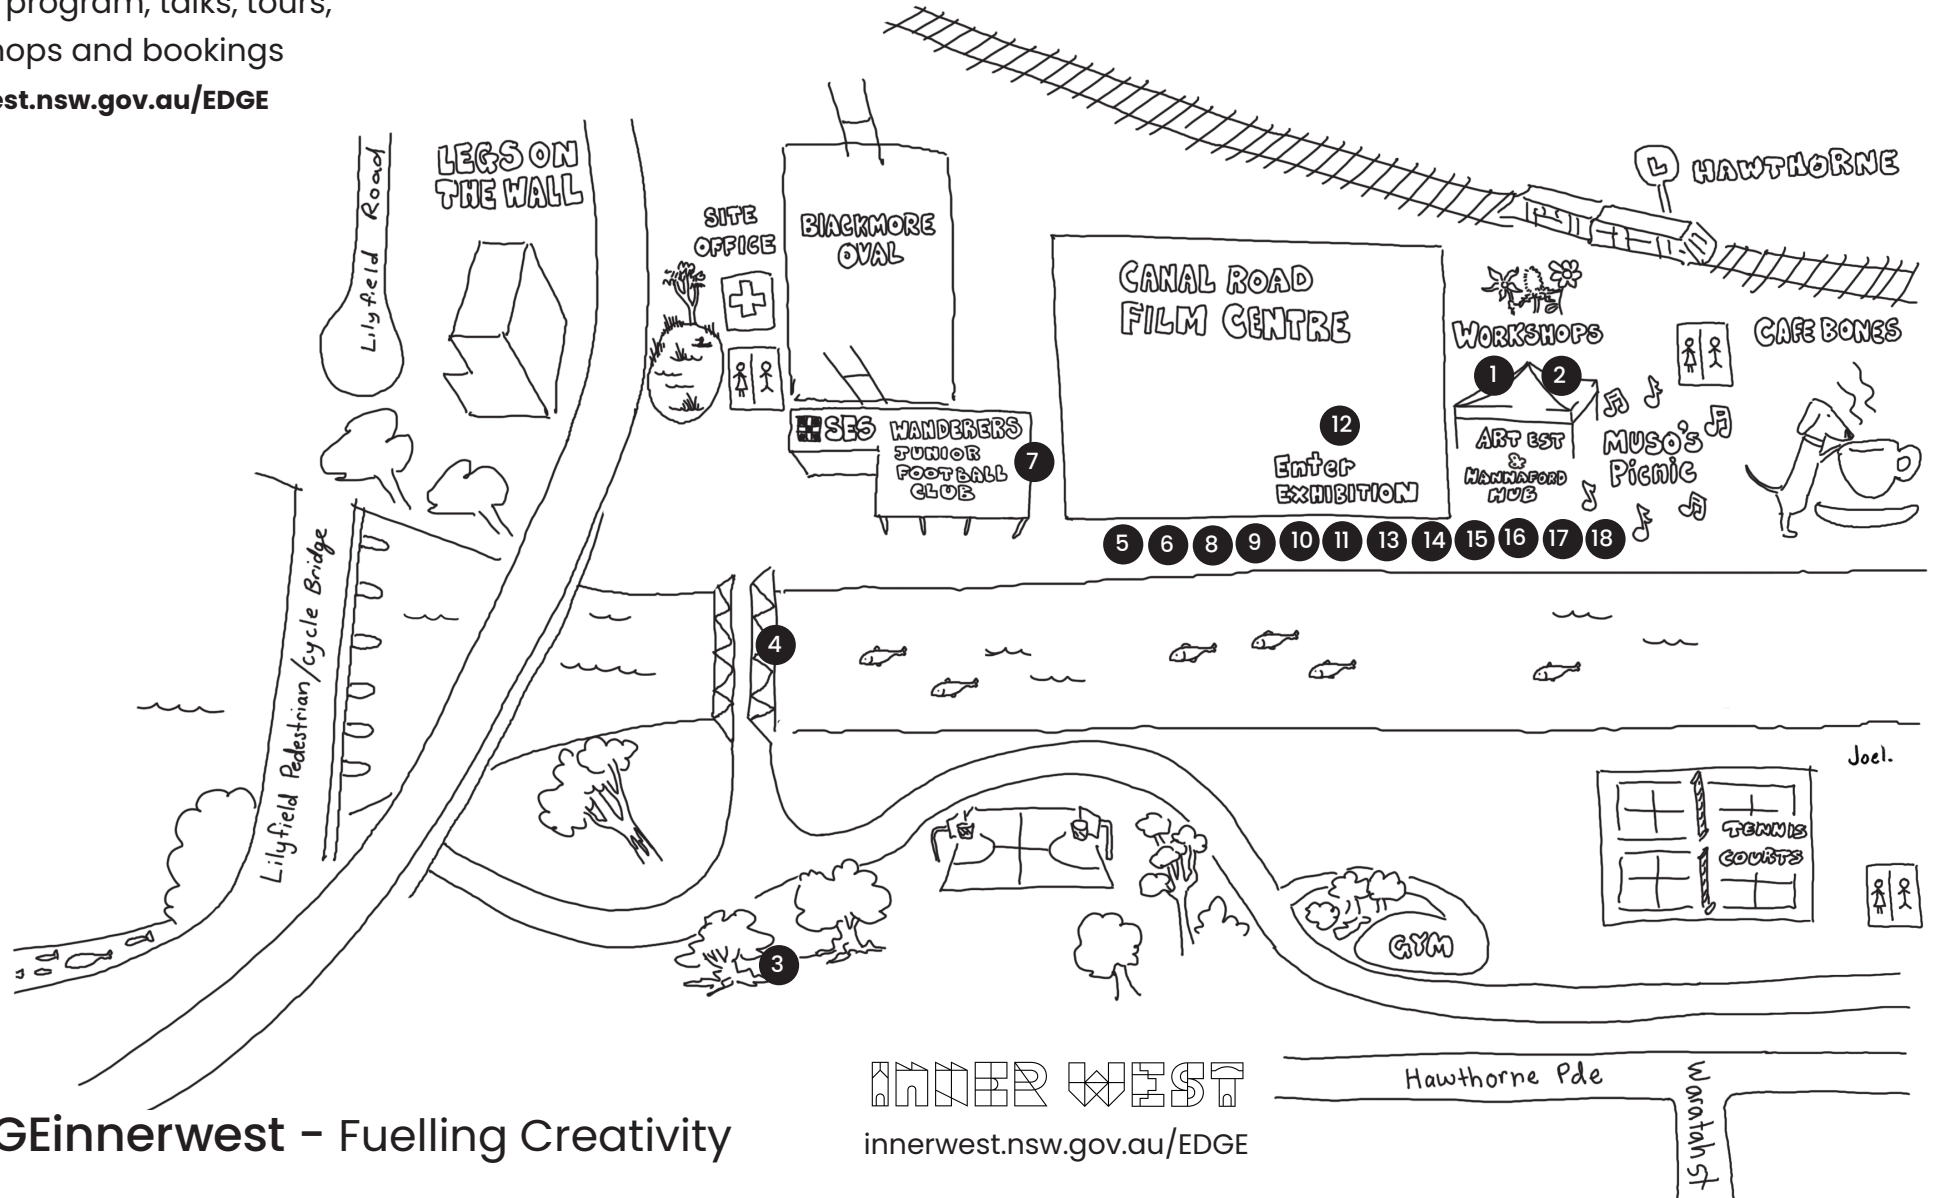 program, talks, tours,
hops and bookings
est.nsw.gov.au/EDGE
Lilyfield Road
LEGS ON
THE WALL
SITE
OFFICE
BLACKMORE
OVAL
CANAL ROAD
FILM CENTRE
L HAWTHORNE
WORKSHOPS
1 2
CAFE BONES
SES
WANDERERS
JUNIOR
FOOTBALL
CLUB
7
12
Enter
EXHIBITION
ART EST
&
HANNAFORD
HUB
MUSO'S
PICNIC
5 6 8 9 10 11 13 14 15 16 17 18
Lilyfield Pedestrian/cycle Bridge
4
Joel.
TENNIS
COURTS
GYM
3
Hawthorne Pde
Waratah St
INNER WEST
innerwest.nsw.gov.au/EDGE
GEinnerwest - Fuelling Creativity